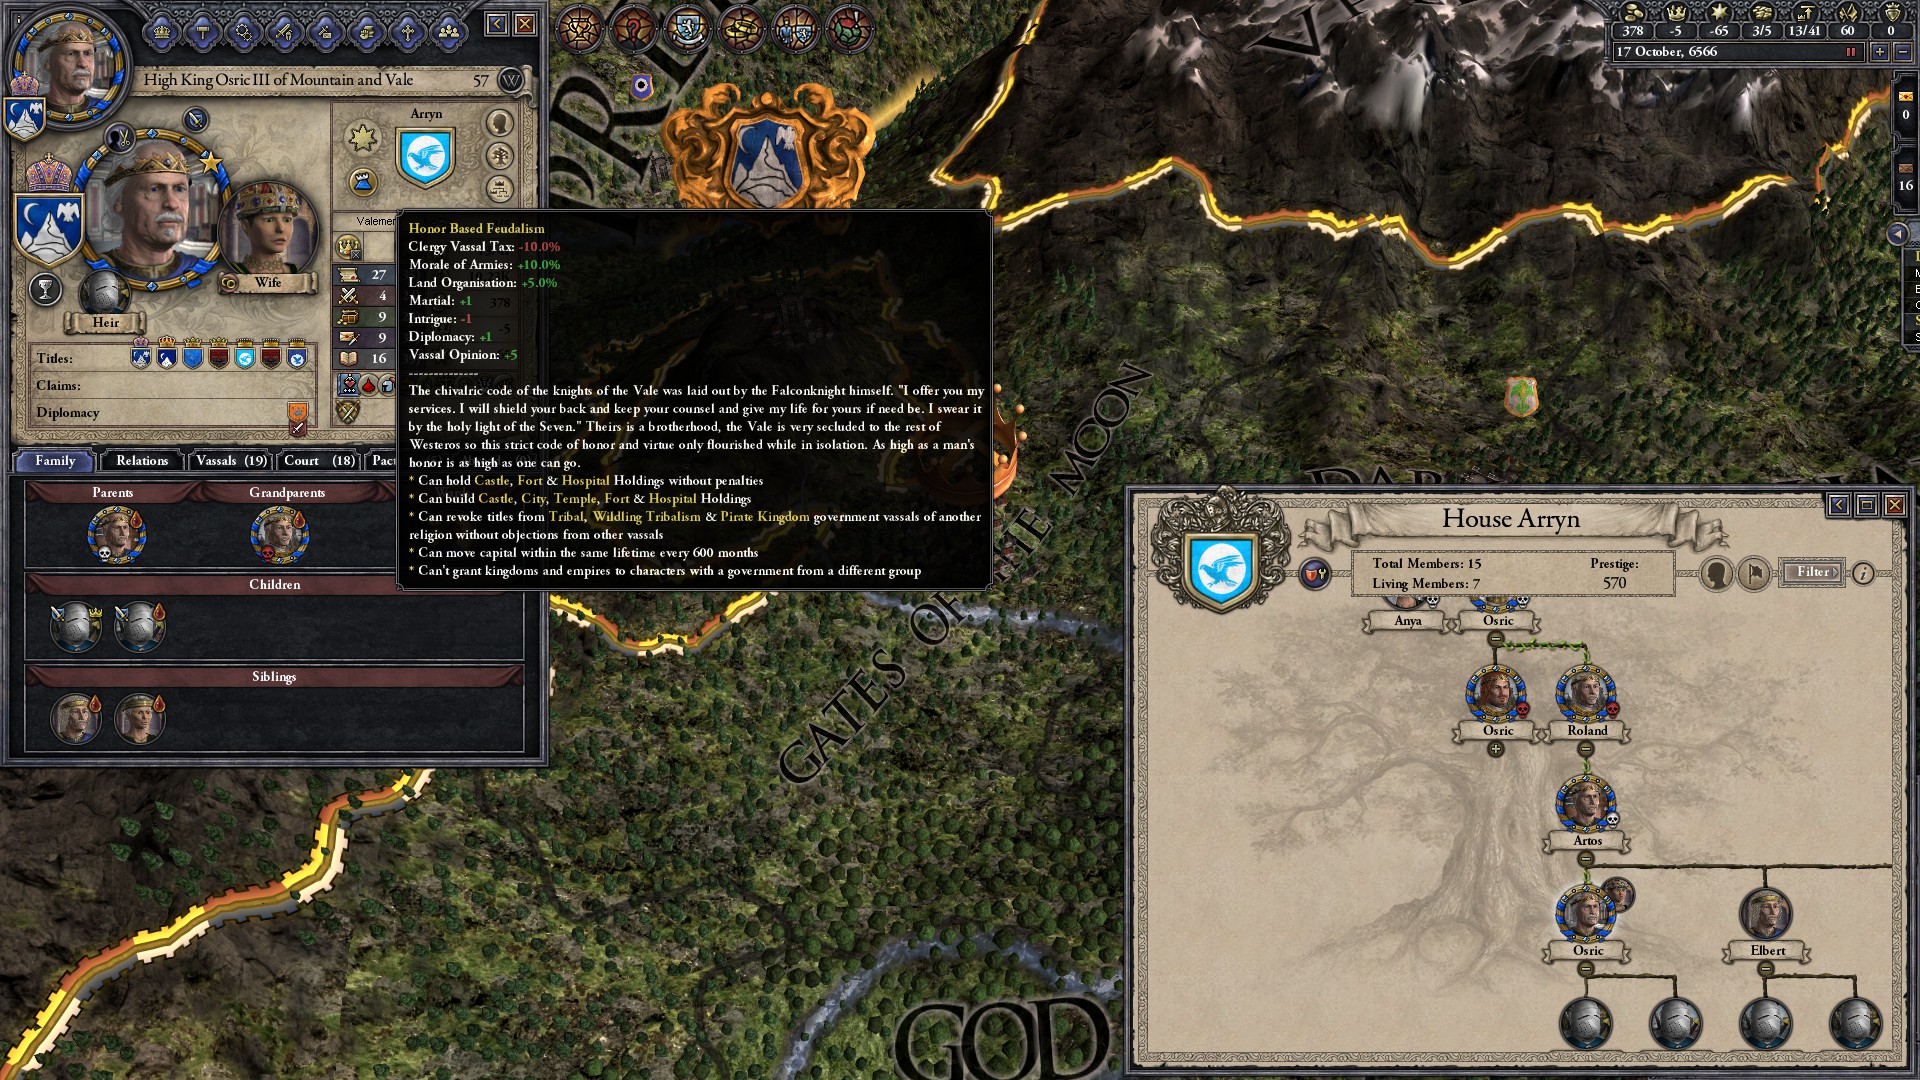 High King Osric III of Mountain and Vale 57
Arryn
Wife
Heir
27
4
9
9
16
Titles:
Claims:
Diplomacy
Family
Relations
Vassals (19)
Court (18)
Parents
Grandparents
Children
Siblings
Honor Based Feudalism
Clergy Vassal Tax: -10.0%
Morale of Armies: +10.0%
Land Organisation: +5.0%
Martial: +1
Intrigue: -1
Diplomacy: +1
Vassal Opinion: +5
---------------
The chivalric code of the knights of the Vale was laid out by the Falconknight himself. "I offer you my
services. I will shield your back and keep your counsel and give my life for yours if need be. I swear it
by the holy light of the Seven." Theirs is a brotherhood, the Vale is very secluded to the rest of
Westeros so this strict code of honor and virtue only flourished while in isolation. As high as a man's
honor is as high as one can go.
* Can hold Castle, Fort & Hospital Holdings without penalties
* Can build Castle, City, Temple, Fort & Hospital Holdings
* Can revoke titles from Tribal, Wildling Tribalism & Pirate Kingdom government vassals of another
religion without objections from other vassals
* Can move capital within the same lifetime every 600 months
* Can't grant kingdoms and empires to characters with a government from a different group
378
-5
378 -5 -65 3/5 13/41 60 0
17 October, 6566
0
16
GATES OF THE MOON
GOD
House Arryn
Total Members: 15
Living Members: 7
Prestige:
570
Filter
Anya
Osric
Osric
Roland
Artos
Osric
Elbert